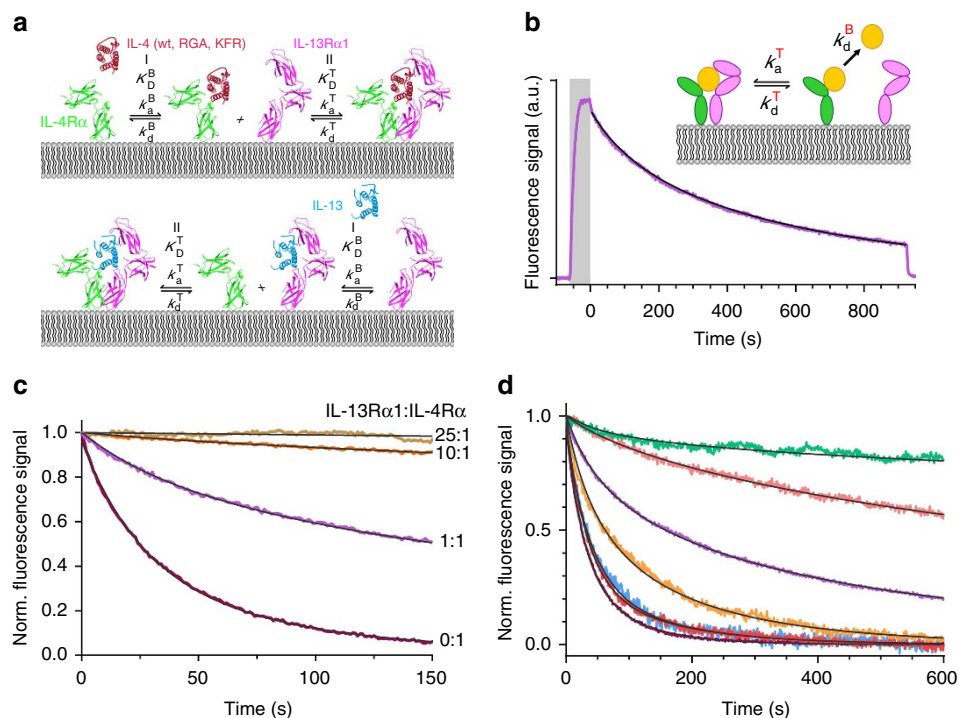 a
IL-4 (wt, RGA, KFR)
IL-13Rα1
I
II
K_D^B
K_D^T
k_a^B
k_a^T
IL-4Rα
+
k_d^B
k_d^T
IL-13
II
I
K_D^T
K_D^B
k_a^T
k_a^B
+
k_d^T
k_d^B
b
k_d^B
k_a^T
k_d^T
Fluorescence signal (a.u.)
0 200 400 600 800
Time (s)
c
IL-13Rα1:IL-4Rα
25:1
10:1
1:1
0:1
Norm. fluorescence signal
1.0
0.8
0.6
0.4
0.2
0.0
0 50 100 150
Time (s)
d
Norm. fluorescence signal
1.0
0.5
0.0
0 200 400 600
Time (s)